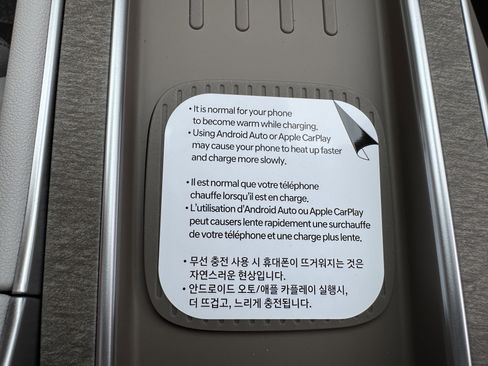 • It is normal for your phone
to become warm while charging.
• Using Android Auto or Apple CarPlay
may cause your phone to heat up faster
and charge more slowly.
• Il est normal que votre téléphone
chauffe lorsqu'il est en charge.
• L'utilisation d'Android Auto ou Apple CarPlay
peut causers lente rapidement une surchauffe
de votre téléphone et une charge plus lente.
• 무선 충전 사용 시 휴대폰이 뜨거워지는 것은
자연스러운 현상입니다.
• 안드로이드 오토/애플 카플레이 실행시,
더 뜨겁고, 느리게 충전됩니다.